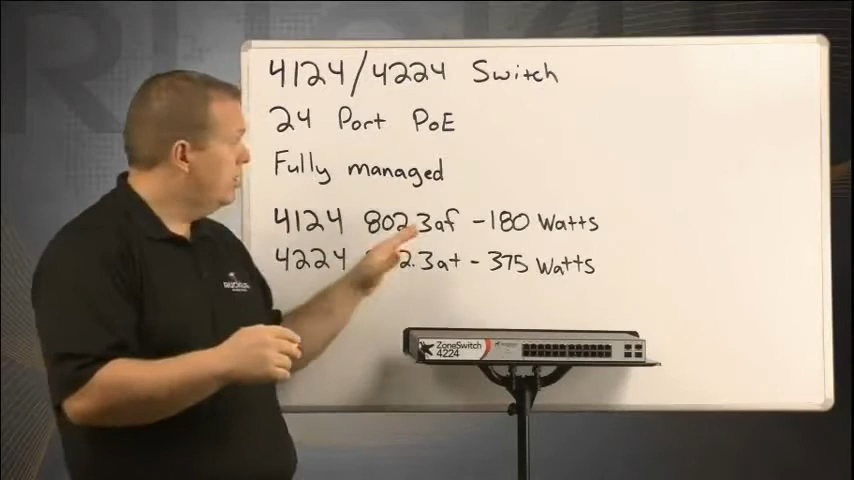 4124/4224 Switch
24 Port PoE
Fully managed
4124 802.3af - 180 Watts
4224 2.3at - 375 Watts
RUCKUS
ZoneSwitch
4224